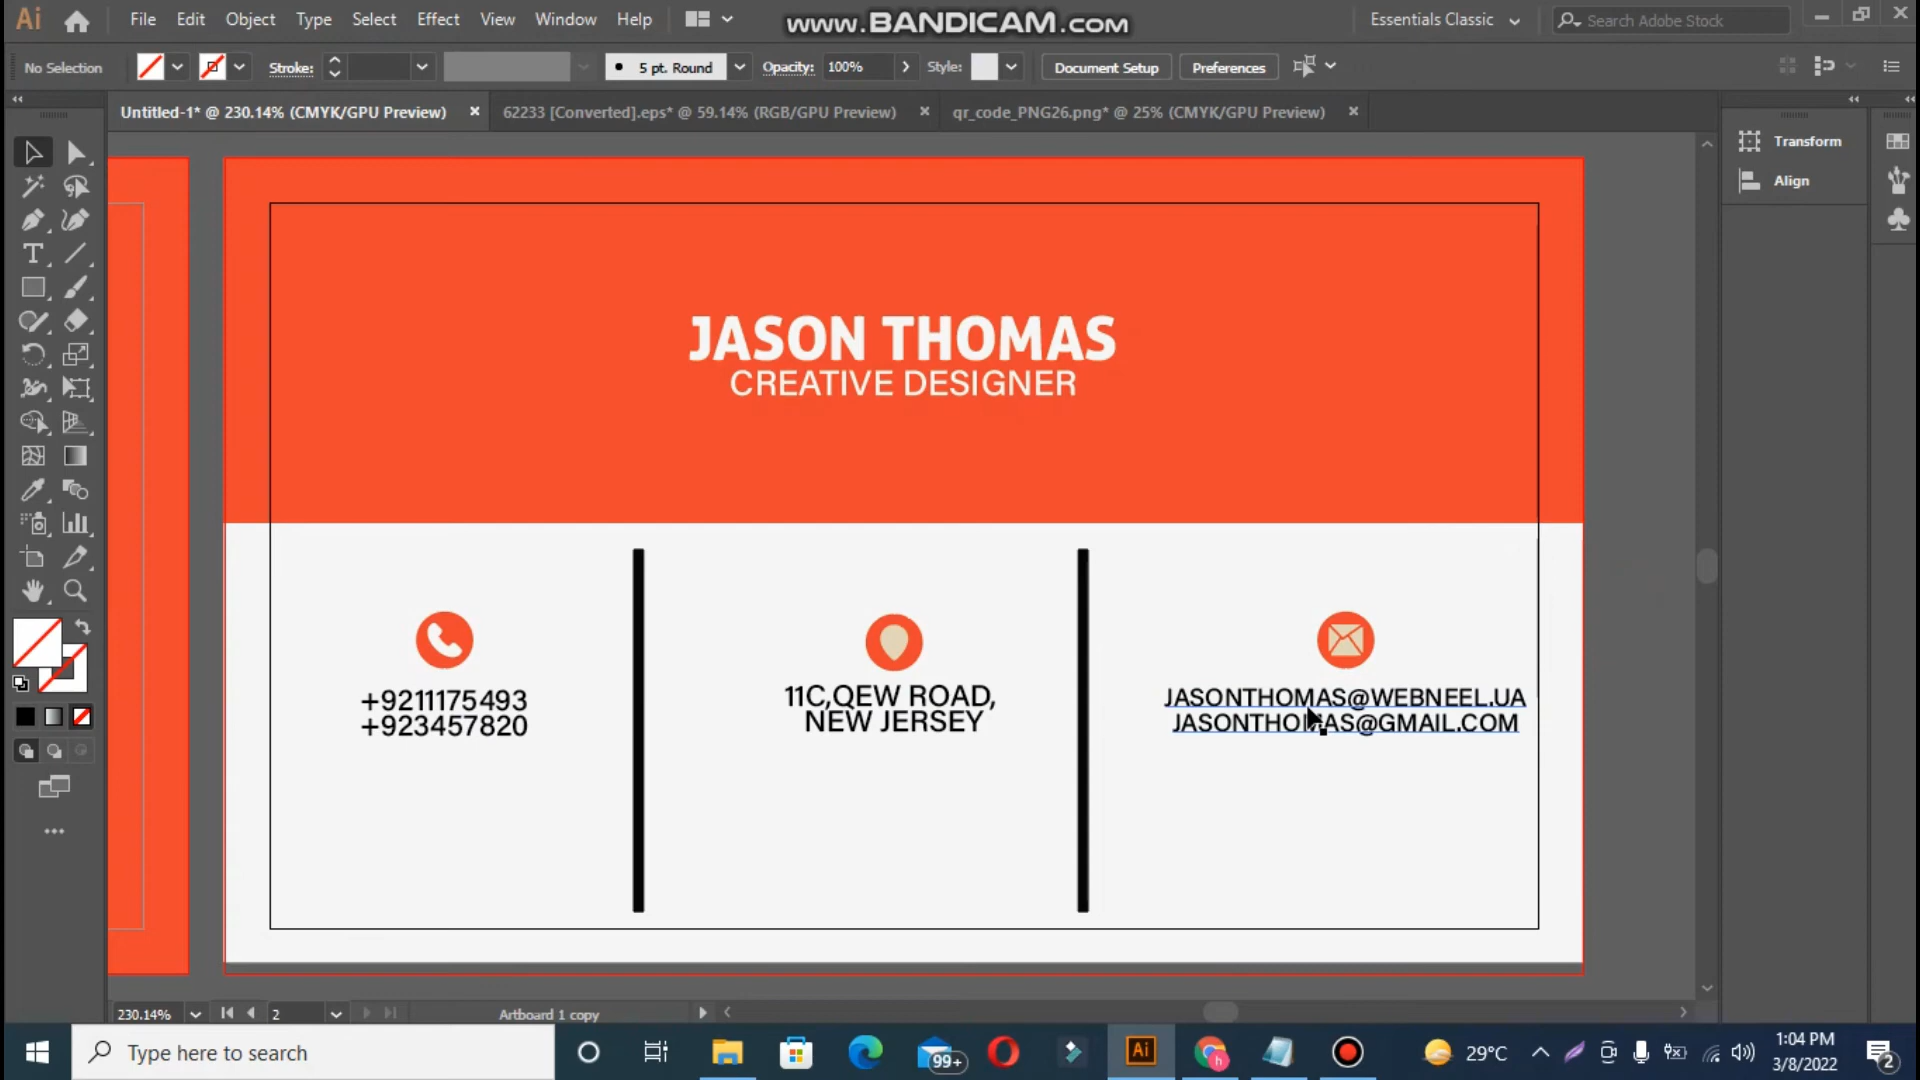 Ai File Edit Object Type Select Effect View Window Help www.BANDICAM.com Essentials Classic Search Adobe Stock
No Selection Stroke: 5 pt. Round Opacity: 100% Style: Document Setup Preferences
Untitled-1* @ 230.14% (CMYK/GPU Preview) 62233 [Converted].eps* @ 59.14% (RGB/GPU Preview) qr_code_PNG26.png* @ 25% (CMYK/GPU Preview)
Transform
Align
JASON THOMAS
CREATIVE DESIGNER
+9211175493
+923457820
11C,QEW ROAD,
NEW JERSEY
JASONTHOMAS@WEBNEEL.UA
JASONTHOMAS@GMAIL.COM
230.14% 2 Artboard 1 copy
Type here to search 99+ Ai h 29°C 1:04 PM
3/8/2022 2